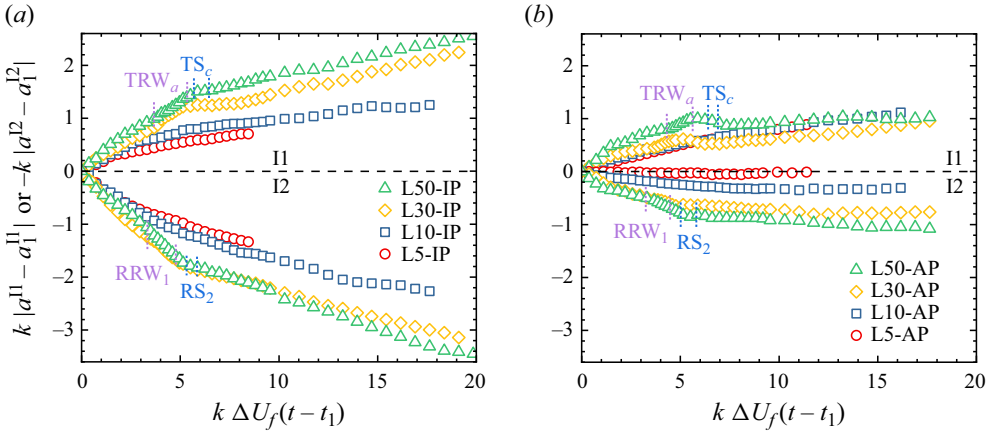 (a)
(b)
k |a^I1 − a_1^I1| or −k |a^I2 − a_1^I2|
2
1
0
−1
−2
−3
TRW_a
TS_c
I1
I2
RRW_1
RS_2
L50-IP
L30-IP
L10-IP
L5-IP
0 5 10 15 20
k ΔU_f(t − t_1)
2
1
0
−1
−2
−3
TRW_a
TS_c
I1
I2
RRW_1
RS_2
L50-AP
L30-AP
L10-AP
L5-AP
0 5 10 15 20
k ΔU_f(t − t_1)